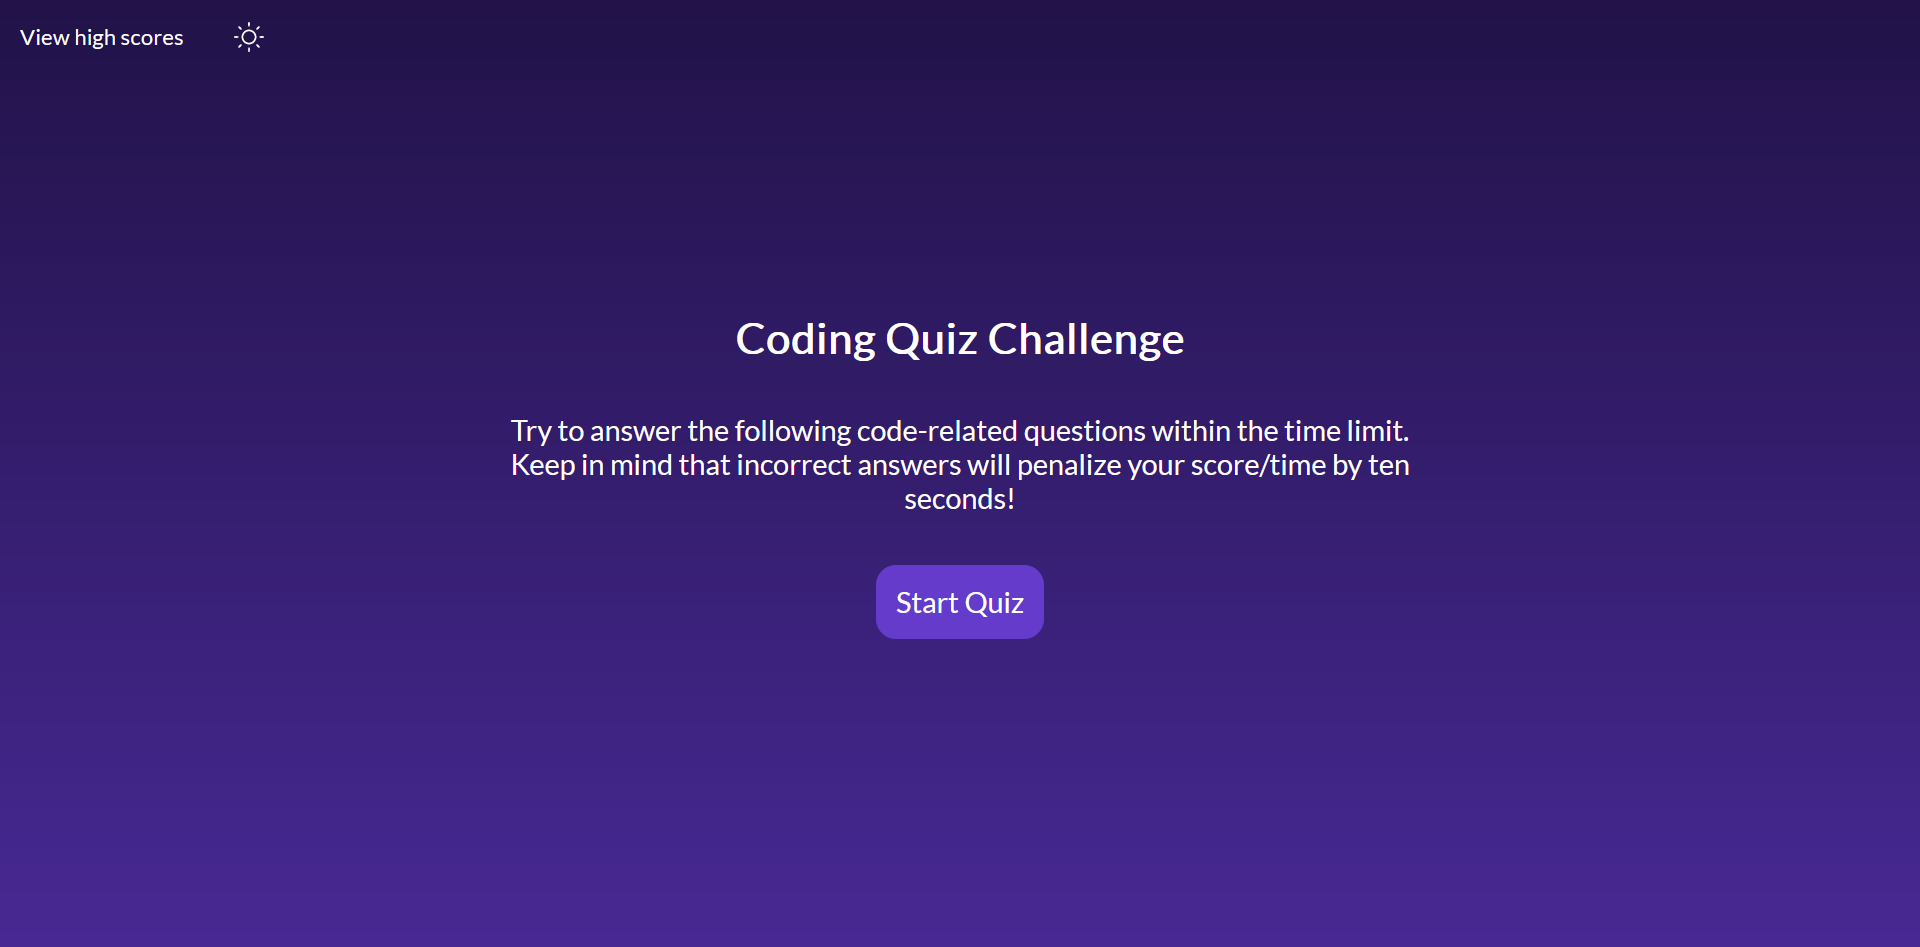 View high scores
Coding Quiz Challenge
Try to answer the following code-related questions within the time limit.
Keep in mind that incorrect answers will penalize your score/time by ten
seconds!
Start Quiz